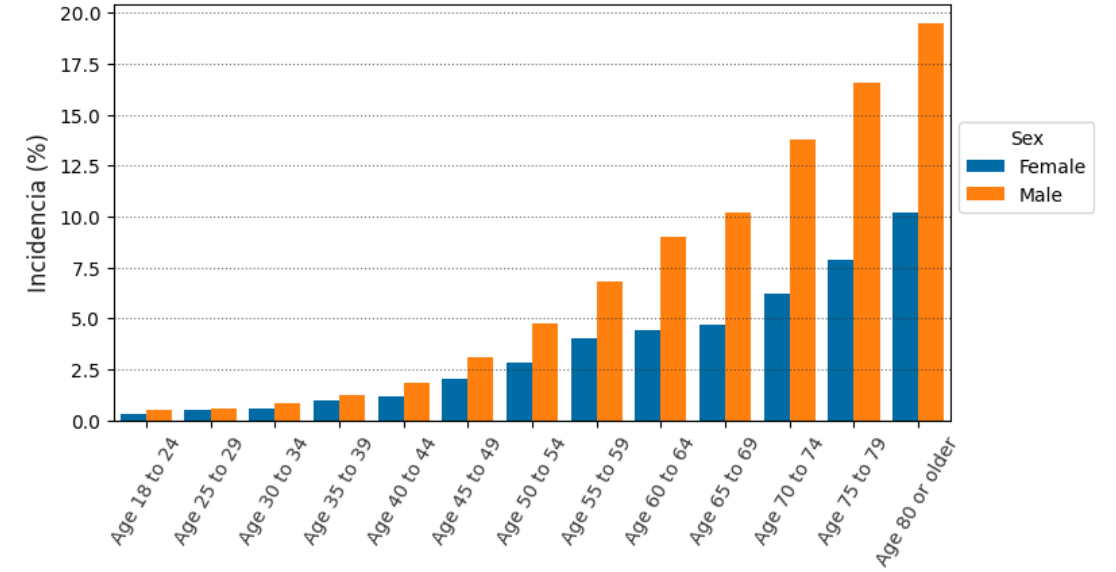 20.0
17.5
15.0
12.5
10.0
7.5
5.0
2.5
0.0
Incidencia (%)
Age 18 to 24
Age 25 to 29
Age 30 to 34
Age 35 to 39
Age 40 to 44
Age 45 to 49
Age 50 to 54
Age 55 to 59
Age 60 to 64
Age 65 to 69
Age 70 to 74
Age 75 to 79
Age 80 or older
Sex
Female
Male